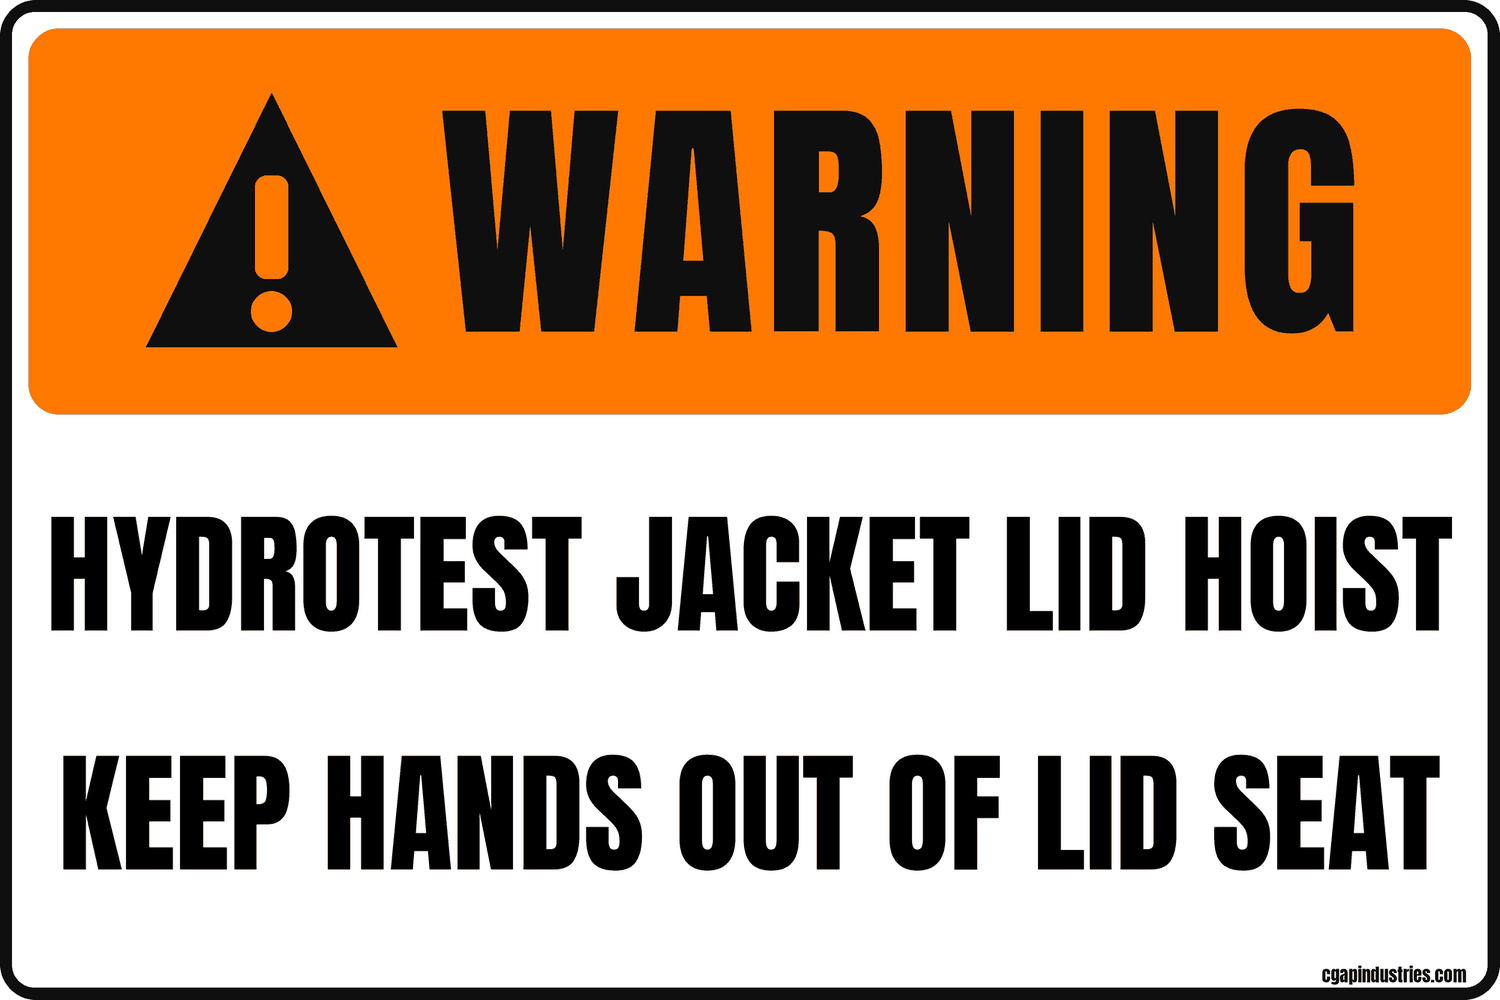 WARNING
HYDROTEST JACKET LID HOIST
KEEP HANDS OUT OF LID SEAT
cgapindustries.com